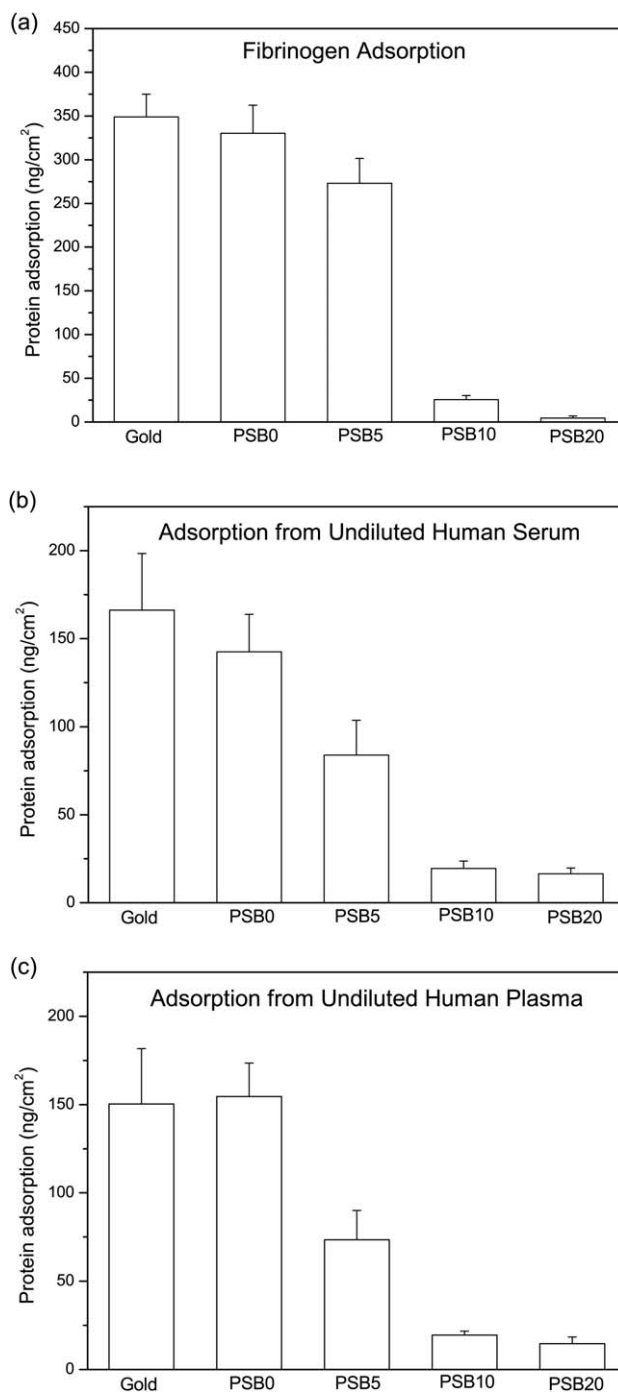 (a)
Fibrinogen Adsorption
Protein adsorption (ng/cm²)
450
400
350
300
250
200
150
100
50
0
Gold PSB0 PSB5 PSB10 PSB20
(b)
Adsorption from Undiluted Human Serum
Protein adsorption (ng/cm²)
200
150
100
50
0
Gold PSB0 PSB5 PSB10 PSB20
(c)
Adsorption from Undiluted Human Plasma
Protein adsorption (ng/cm²)
200
150
100
50
0
Gold PSB0 PSB5 PSB10 PSB20